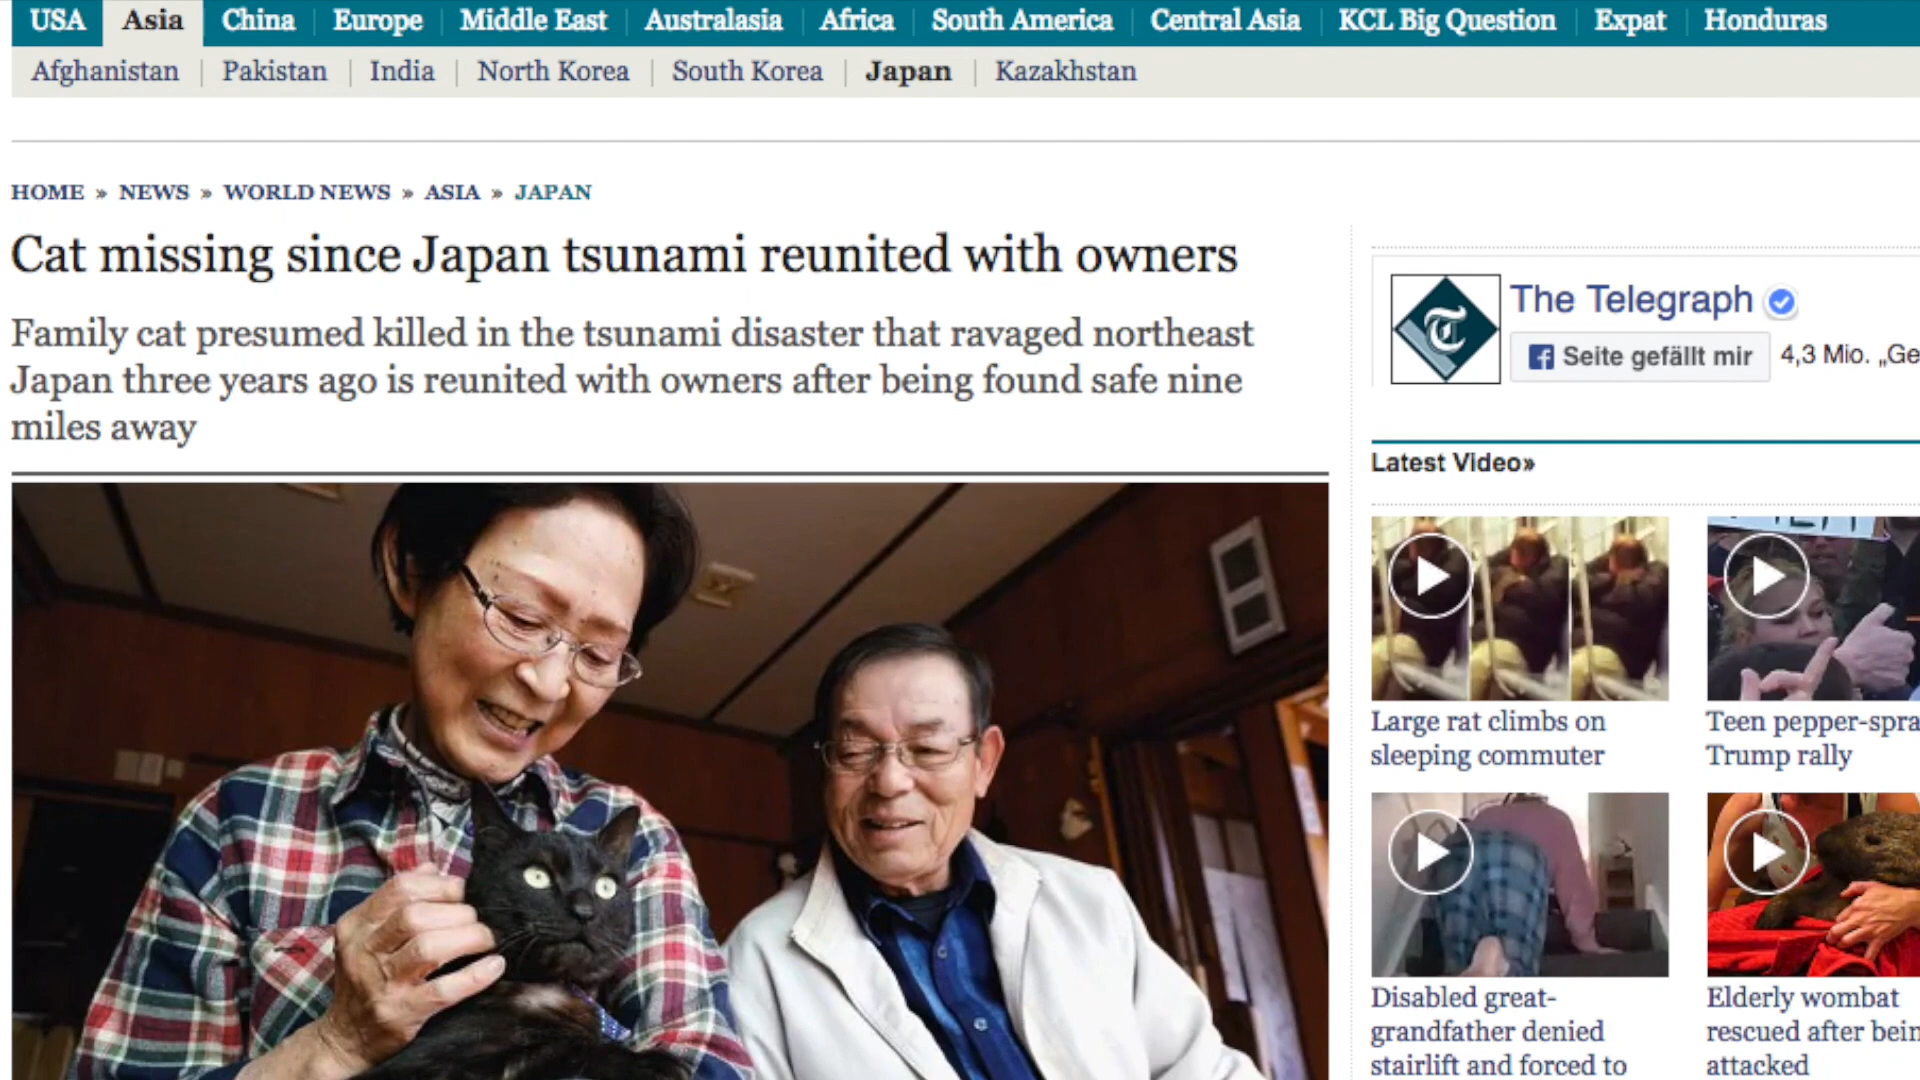 USA Asia China Europe Middle East Australasia Africa South America Central Asia KCL Big Question Expat Honduras
Afghanistan Pakistan India North Korea South Korea Japan Kazakhstan
HOME » NEWS » WORLD NEWS » ASIA » JAPAN
Cat missing since Japan tsunami reunited with owners
Family cat presumed killed in the tsunami disaster that ravaged northeast
Japan three years ago is reunited with owners after being found safe nine
miles away
The Telegraph
Seite gefällt mir 4,3 Mio. „Ge
Latest Video»
Large rat climbs on
sleeping commuter
Teen pepper-spra
Trump rally
Disabled great-
grandfather denied
stairlift and forced to
Elderly wombat
rescued after bein
attacked